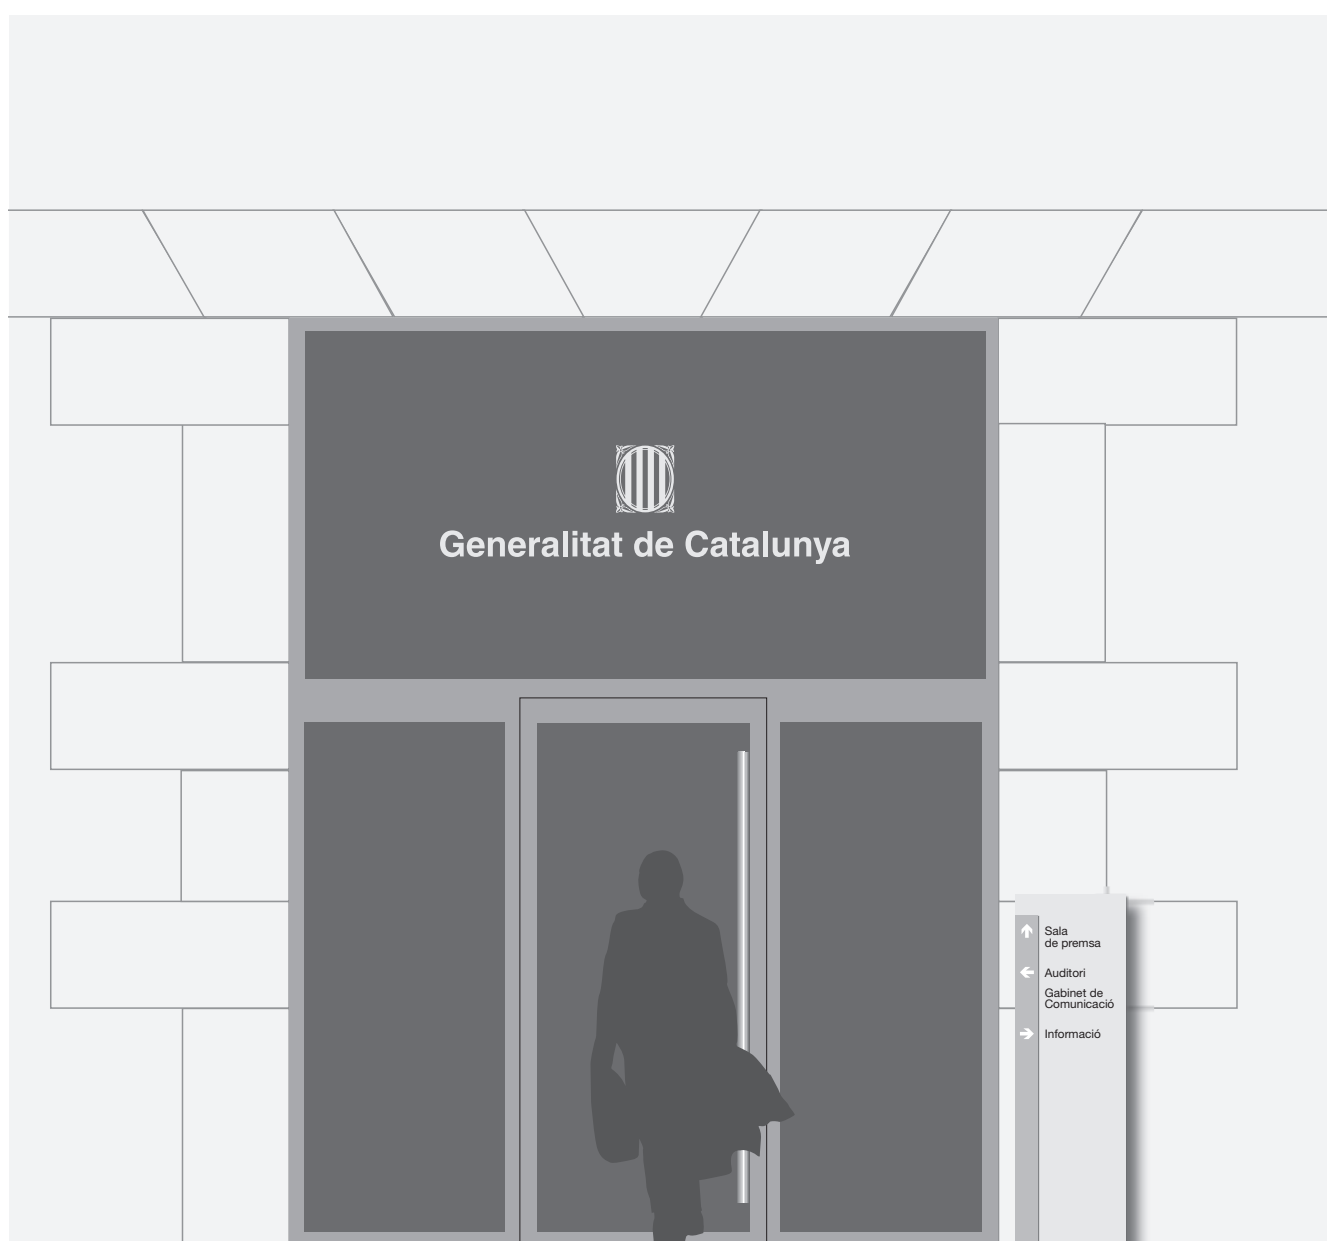 Generalitat de Catalunya
Sala
de premsa
Auditori
Gabinet de
Comunicació
Informació